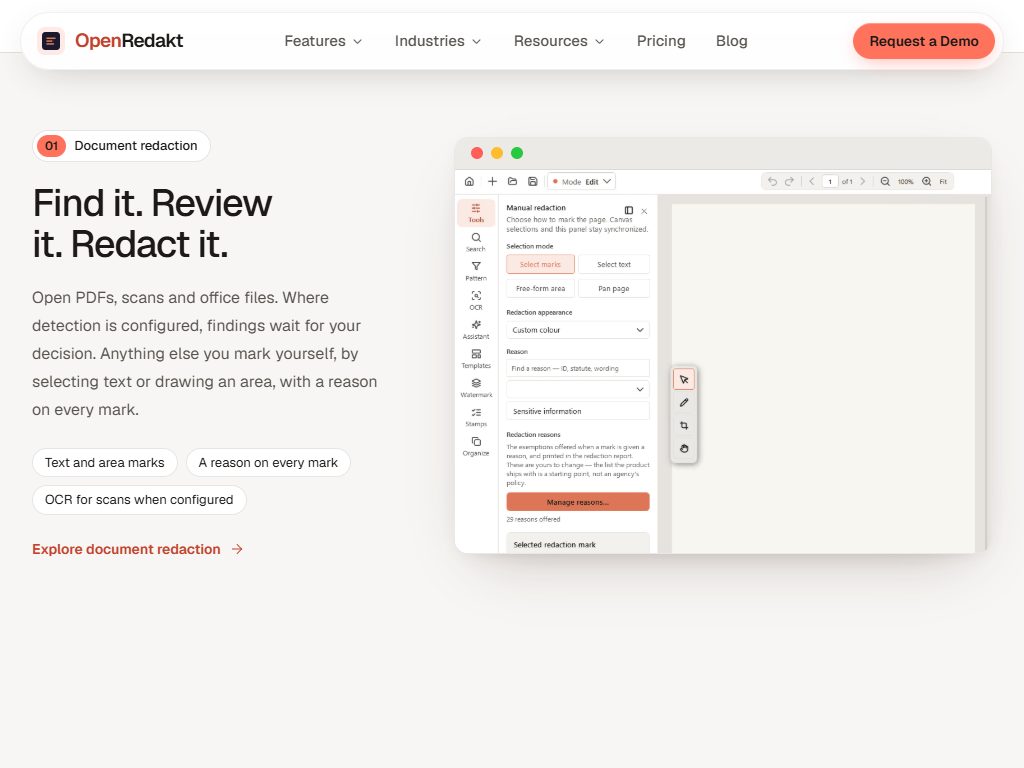 OpenRedakt
Features
Industries
Resources
Pricing
Blog
Request a Demo
01 Document redaction
Find it. Review
it. Redact it.
Open PDFs, scans and office files. Where
detection is configured, findings wait for your
decision. Anything else you mark yourself, by
selecting text or drawing an area, with a reason
on every mark.
Text and area marks
A reason on every mark
OCR for scans when configured
Explore document redaction
Mode Edit
1 of 1
100%
Fit
Tools
Search
Pattern
OCR
Assistant
Templates
Watermark
Stamps
Organize
Manual redaction
Choose how to mark the page. Canvas
selections and this panel stay synchronized.
Selection mode
Select marks
Select text
Free-form area
Pan page
Redaction appearance
Custom colour
Reason
Find a reason — ID, statute, wording
Sensitive information
Redaction reasons
The exemptions offered when a mark is given a
reason, and printed in the redaction report.
These are yours to change — the list the product
ships with is a starting point, not an agency's
policy.
Manage reasons...
29 reasons offered
Selected redaction mark